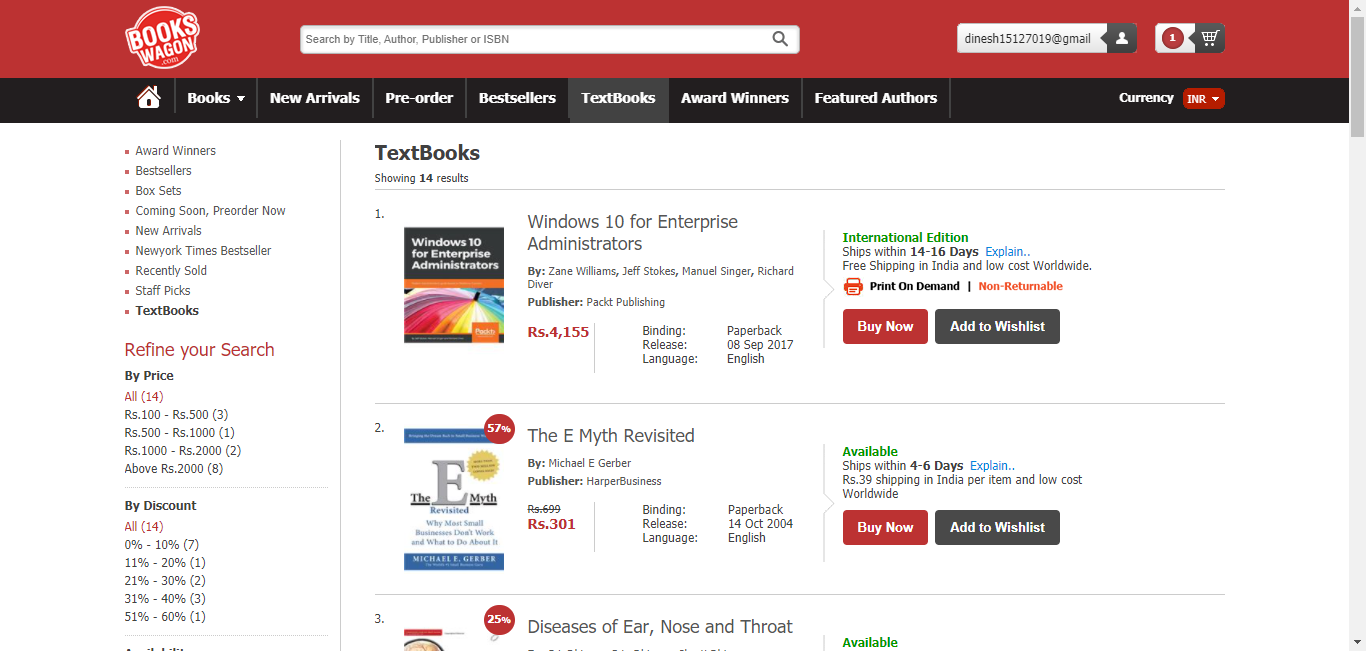 BOOKS
WAGON
.com
Search by Title, Author, Publisher or ISBN
dinesh15127019@gmail
1
Books
New Arrivals
Pre-order
Bestsellers
TextBooks
Award Winners
Featured Authors
Currency
INR
Award Winners
Bestsellers
Box Sets
Coming Soon, Preorder Now
New Arrivals
Newyork Times Bestseller
Recently Sold
Staff Picks
TextBooks
Refine your Search
By Price
All (14)
Rs.100 - Rs.500 (3)
Rs.500 - Rs.1000 (1)
Rs.1000 - Rs.2000 (2)
Above Rs.2000 (8)
By Discount
All (14)
0% - 10% (7)
11% - 20% (1)
21% - 30% (2)
31% - 40% (3)
51% - 60% (1)
TextBooks
Showing 14 results
1.
Windows 10
for Enterprise
Administrators
Packt
Windows 10 for Enterprise
Administrators
By: Zane Williams, Jeff Stokes, Manuel Singer, Richard
Diver
Publisher: Packt Publishing
Rs.4,155
Binding: Paperback
Release: 08 Sep 2017
Language: English
International Edition
Ships within 14-16 Days Explain..
Free Shipping in India and low cost Worldwide.
Print On Demand | Non-Returnable
Buy Now
Add to Wishlist
2.
57%
The E Myth
Revisited
Why Most Small
Businesses Don't Work
and What to Do About It
MICHAEL E. GERBER
The E Myth Revisited
By: Michael E Gerber
Publisher: HarperBusiness
Rs.699
Rs.301
Binding: Paperback
Release: 14 Oct 2004
Language: English
Available
Ships within 4-6 Days Explain..
Rs.39 shipping in India per item and low cost
Worldwide
Buy Now
Add to Wishlist
3.
25%
Diseases of Ear, Nose and Throat
Available